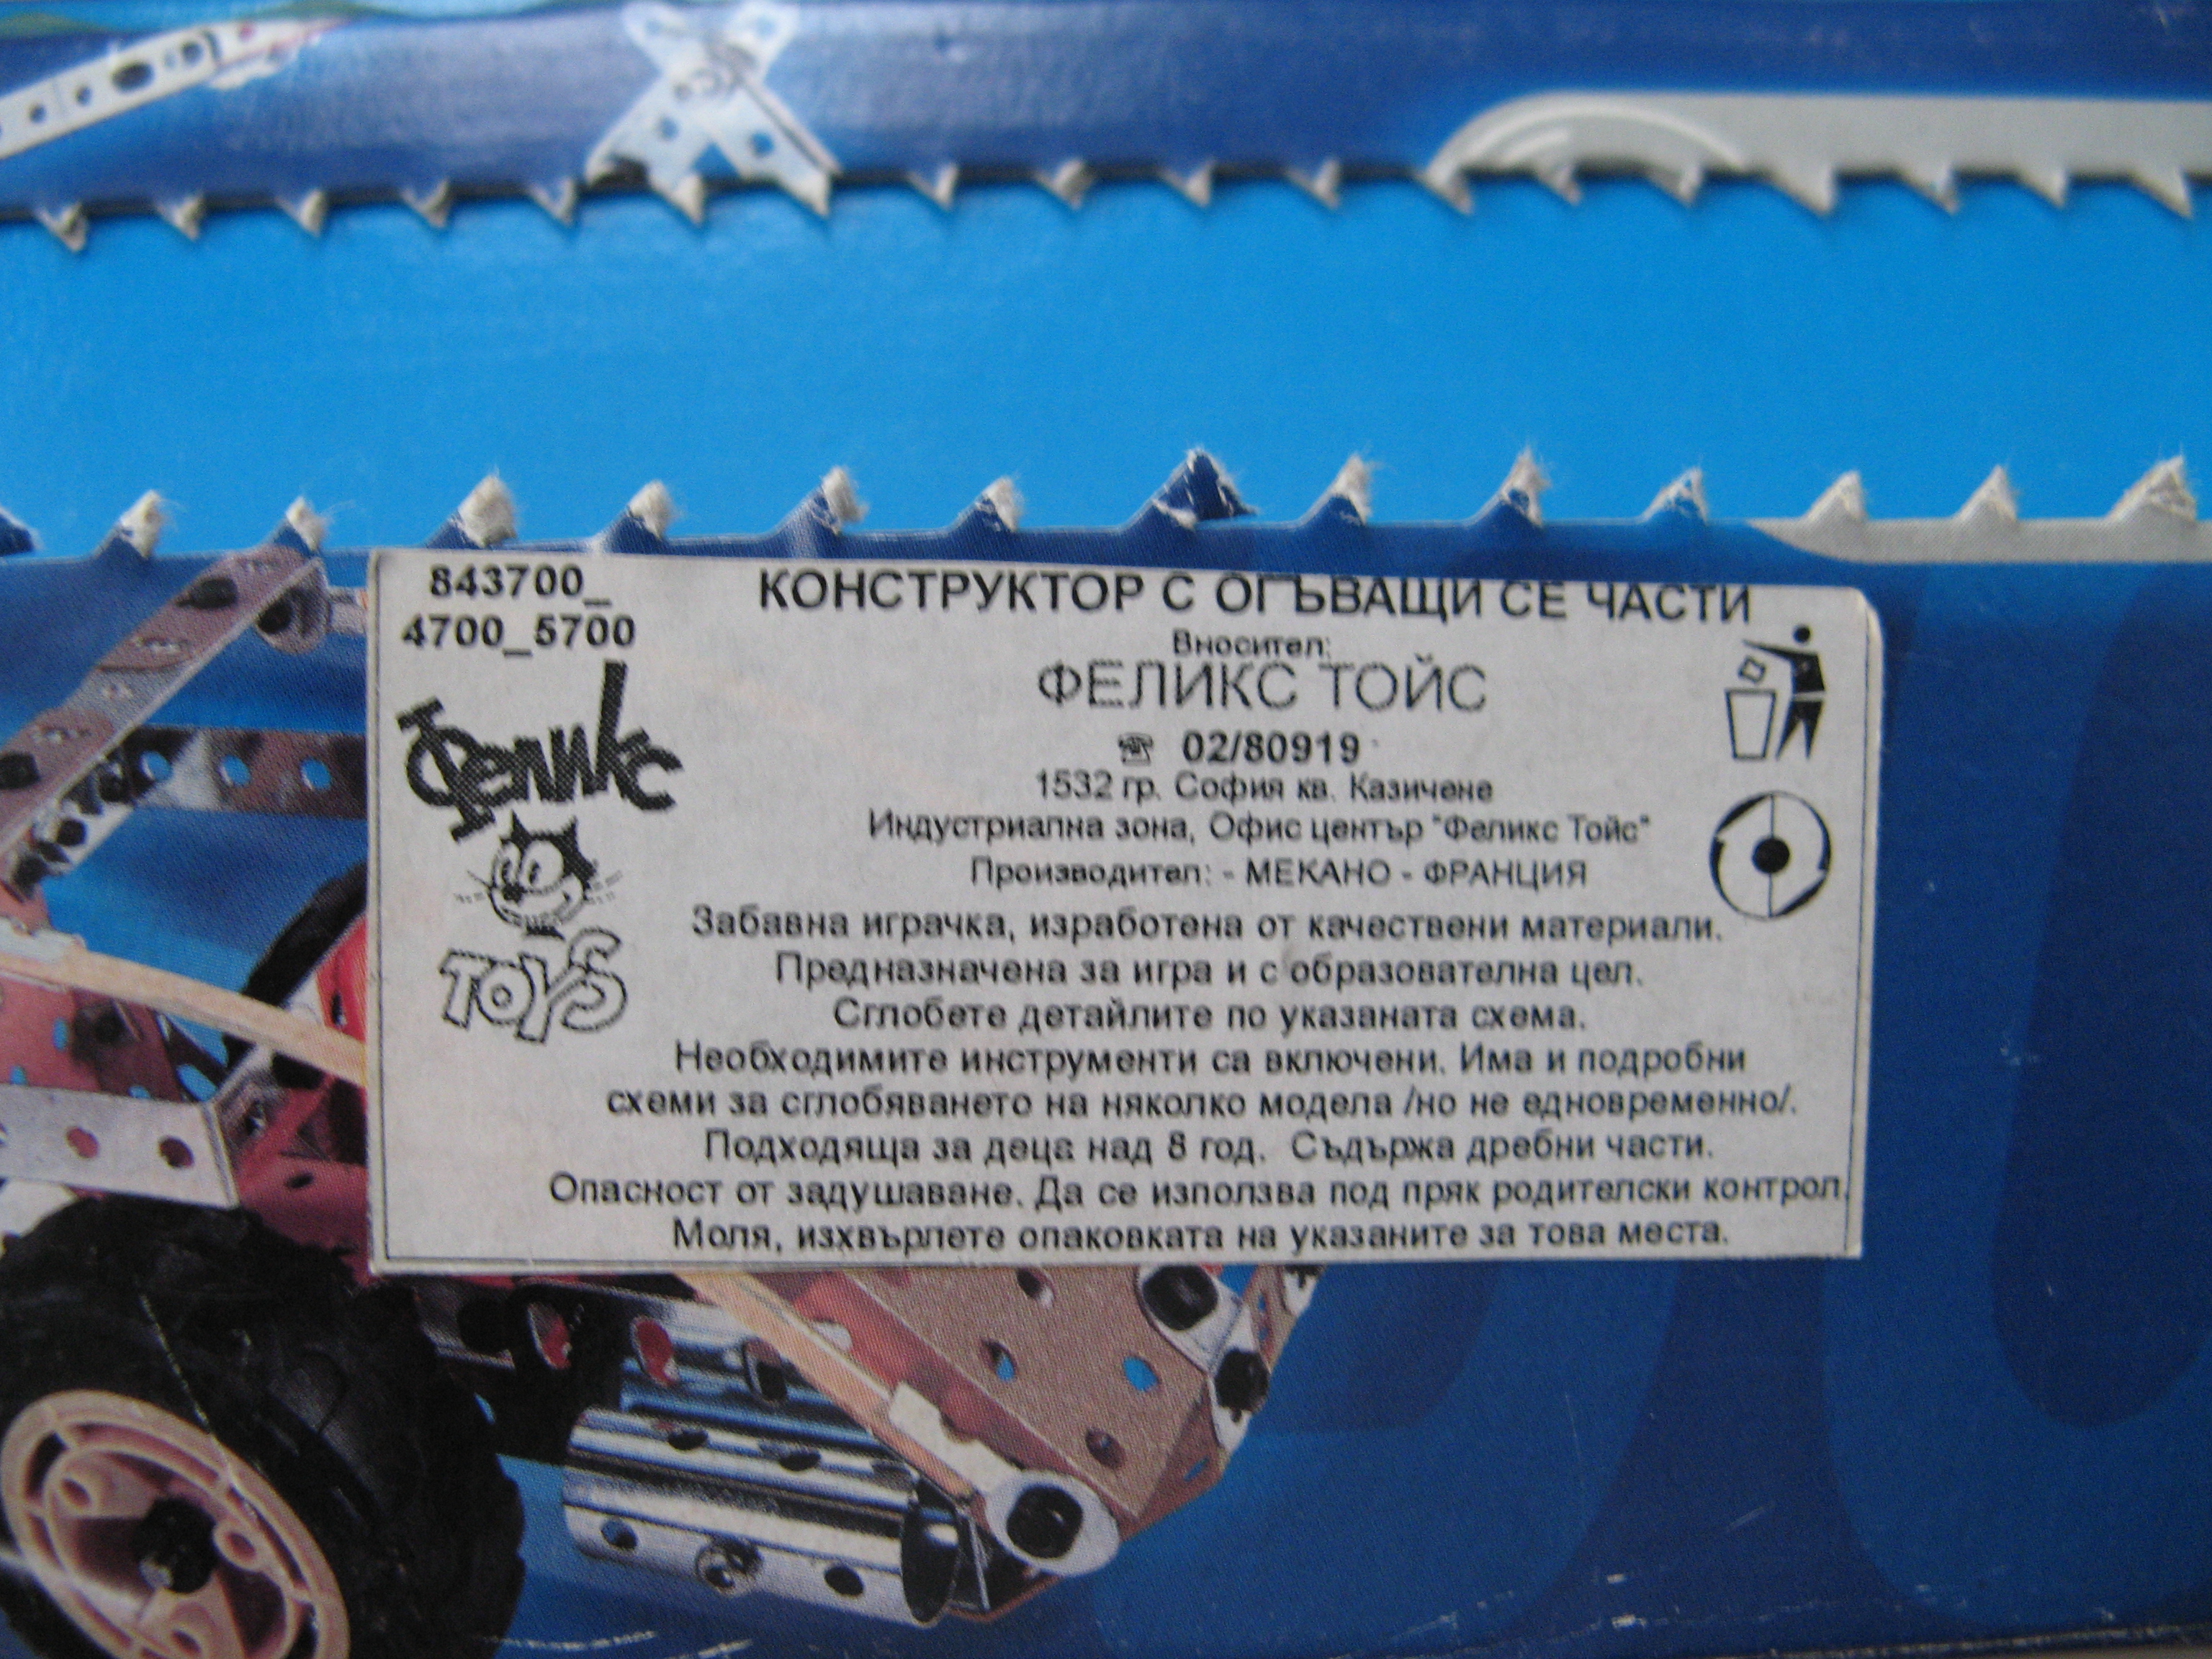 843700_
4700_5700
Феликс
TOYS
КОНСТРУКТОР С ОГЪВАЩИ СЕ ЧАСТИ
Вносител:
ФЕЛИКС ТОЙС
☎ 02/80919
1532 гр. София кв. Казичене
Индустриална зона, Офис център "Феликс Тойс"
Производител: - МЕКАНО - ФРАНЦИЯ
Забавна играчка, изработена от качествени материали.
Предназначена за игра и с образователна цел.
Сглобете детайлите по указаната схема.
Необходимите инструменти са включени. Има и подробни
схеми за сглобяването на няколко модела /но не едновременно/.
Подходяща за деца над 8 год. Съдържа дребни части.
Опасност от задушаване. Да се използва под пряк родителски контрол.
Моля, изхвърлете опаковката на указаните за това места.